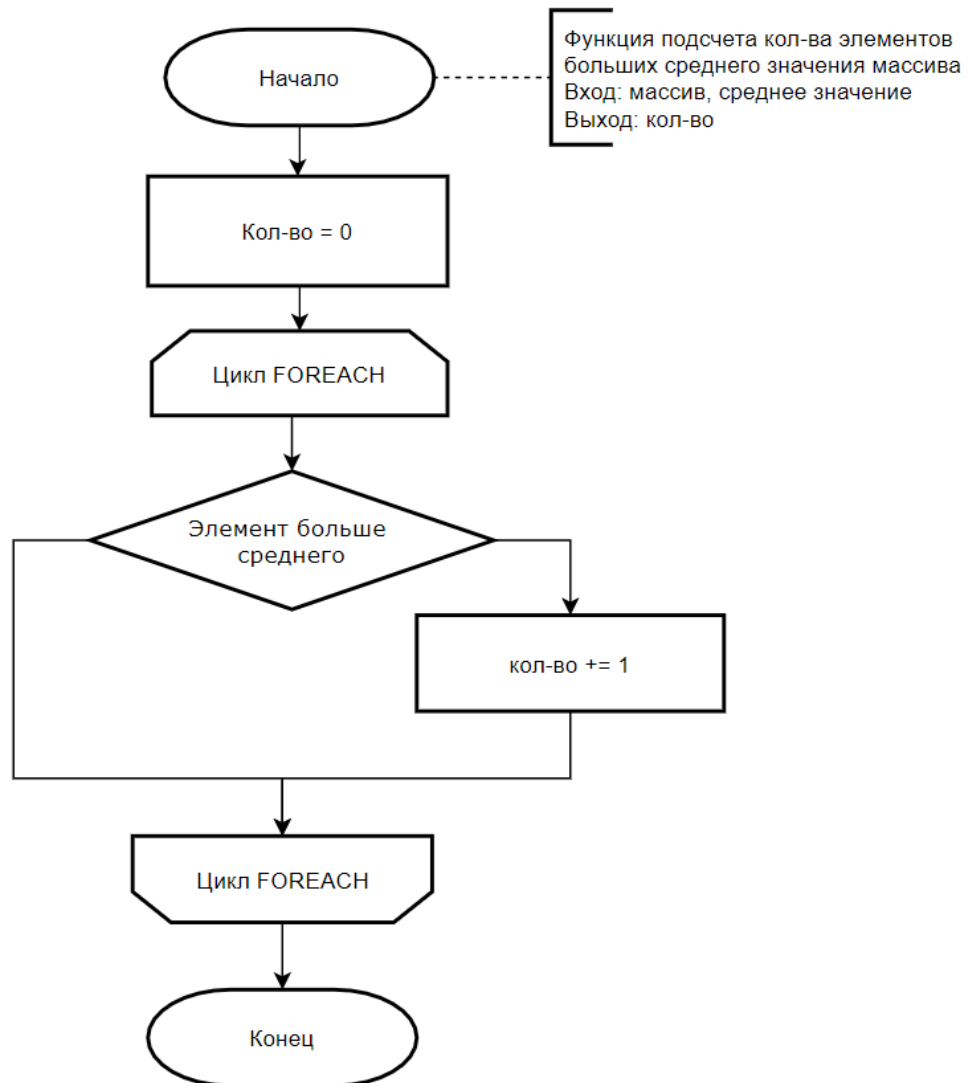 Начало
Функция подсчета кол-ва элементов
больших среднего значения массива
Вход: массив, среднее значение
Выход: кол-во
Кол-во = 0
Цикл FOREACH
Элемент больше
среднего
кол-во += 1
Цикл FOREACH
Конец